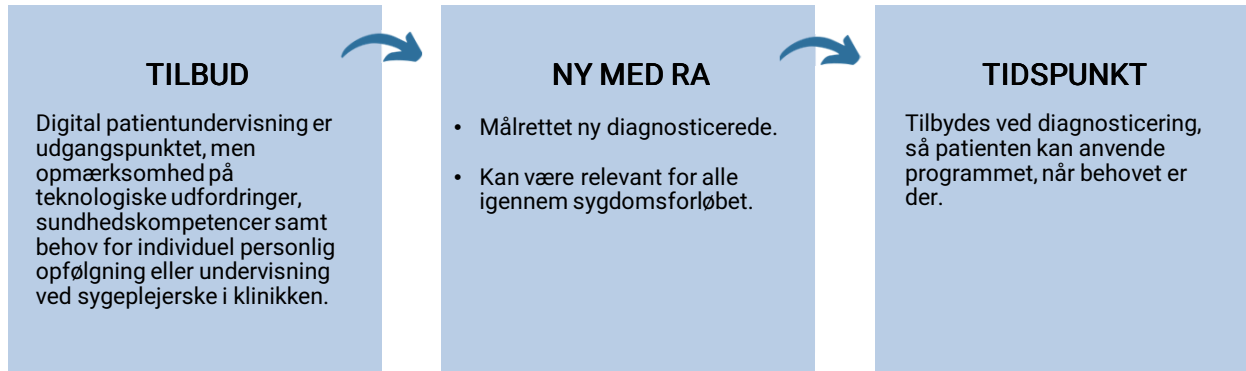 TILBUD
Digital patientundervisning er
udgangspunktet, men
opmærksomhed på
teknologiske udfordringer,
sundhedskompetencer samt
behov for individuel personlig
opfølgning eller undervisning
ved sygeplejerske i klinikken.
NY MED RA
• Målrettet ny diagnosticerede.
• Kan være relevant for alle
igennem sygdomsforløbet.
TIDSPUNKT
Tilbydes ved diagnosticering,
så patienten kan anvende
programmet, når behovet er
der.